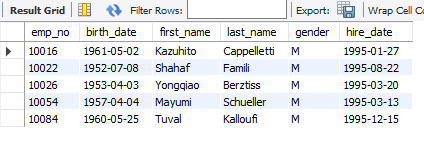 Result Grid Filter Rows: Export: Wrap Cell Co
emp_no birth_date first_name last_name gender hire_date
10016 1961-05-02 Kazuhito Cappelletti M 1995-01-27
10022 1952-07-08 Shahaf Famili M 1995-08-22
10026 1953-04-03 Yongqiao Berztiss M 1995-03-20
10054 1957-04-04 Mayumi Schueller M 1995-03-13
10084 1960-05-25 Tuval Kalloufi M 1995-12-15